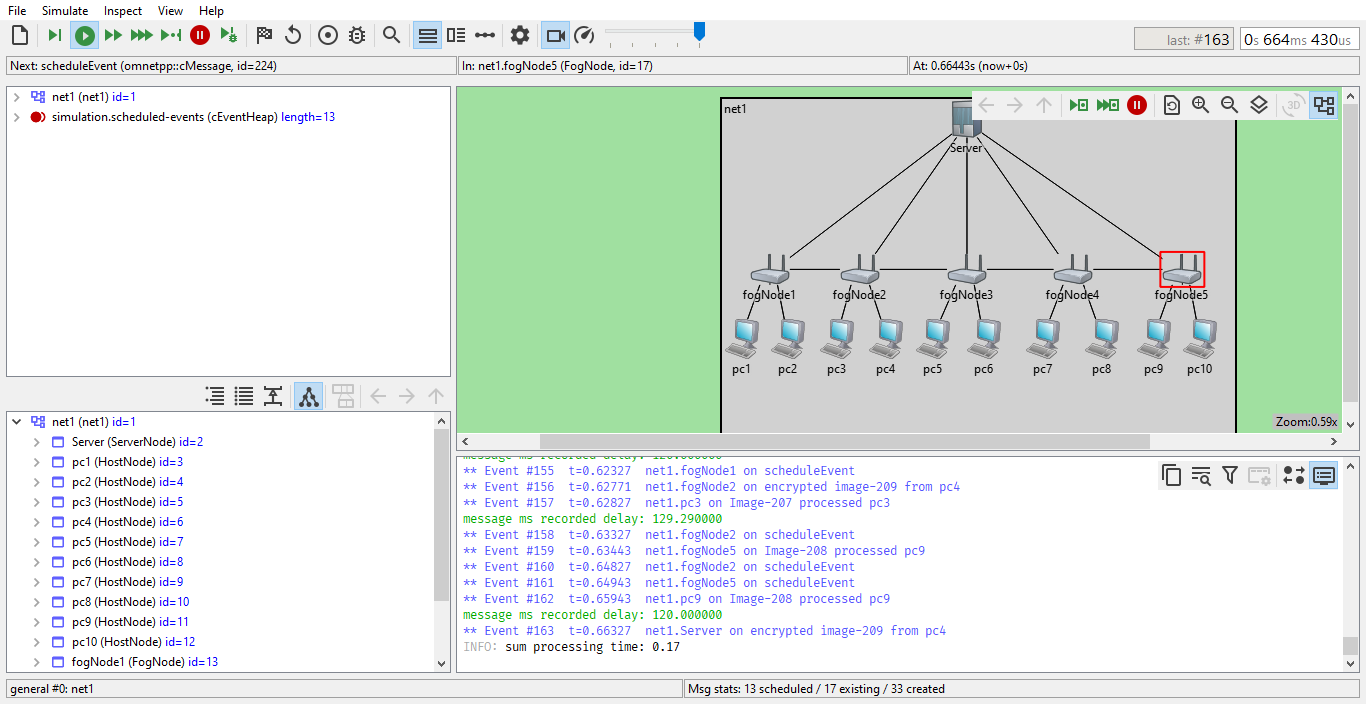 File Simulate Inspect View Help
last: #163 0s 664ms 430us
Next: scheduleEvent (omnetpp::cMessage, id=224) In: net1.fogNode5 (FogNode, id=17) At: 0.66443s (now+0s)
net1 (net1) id=1
simulation.scheduled-events (cEventHeap) length=13
net1 (net1) id=1
Server (ServerNode) id=2
pc1 (HostNode) id=3
pc2 (HostNode) id=4
pc3 (HostNode) id=5
pc4 (HostNode) id=6
pc5 (HostNode) id=7
pc6 (HostNode) id=8
pc7 (HostNode) id=9
pc8 (HostNode) id=10
pc9 (HostNode) id=11
pc10 (HostNode) id=12
fogNode1 (FogNode) id=13
net1
3D
Server
fogNode1 fogNode2 fogNode3 fogNode4 fogNode5
pc1 pc2 pc3 pc4 pc5 pc6 pc7 pc8 pc9 pc10
Zoom:0.59x
message ms recorded delay: 120.000000
** Event #155 t=0.62327 net1.fogNode1 on scheduleEvent
** Event #156 t=0.62771 net1.fogNode2 on encrypted image-209 from pc4
** Event #157 t=0.62827 net1.pc3 on Image-207 processed pc3
message ms recorded delay: 129.290000
** Event #158 t=0.63327 net1.fogNode2 on scheduleEvent
** Event #159 t=0.63443 net1.fogNode5 on Image-208 processed pc9
** Event #160 t=0.64827 net1.fogNode2 on scheduleEvent
** Event #161 t=0.64943 net1.fogNode5 on scheduleEvent
** Event #162 t=0.65943 net1.pc9 on Image-208 processed pc9
message ms recorded delay: 120.000000
** Event #163 t=0.66327 net1.Server on encrypted image-209 from pc4
INFO: sum processing time: 0.17
general #0: net1 Msg stats: 13 scheduled / 17 existing / 33 created